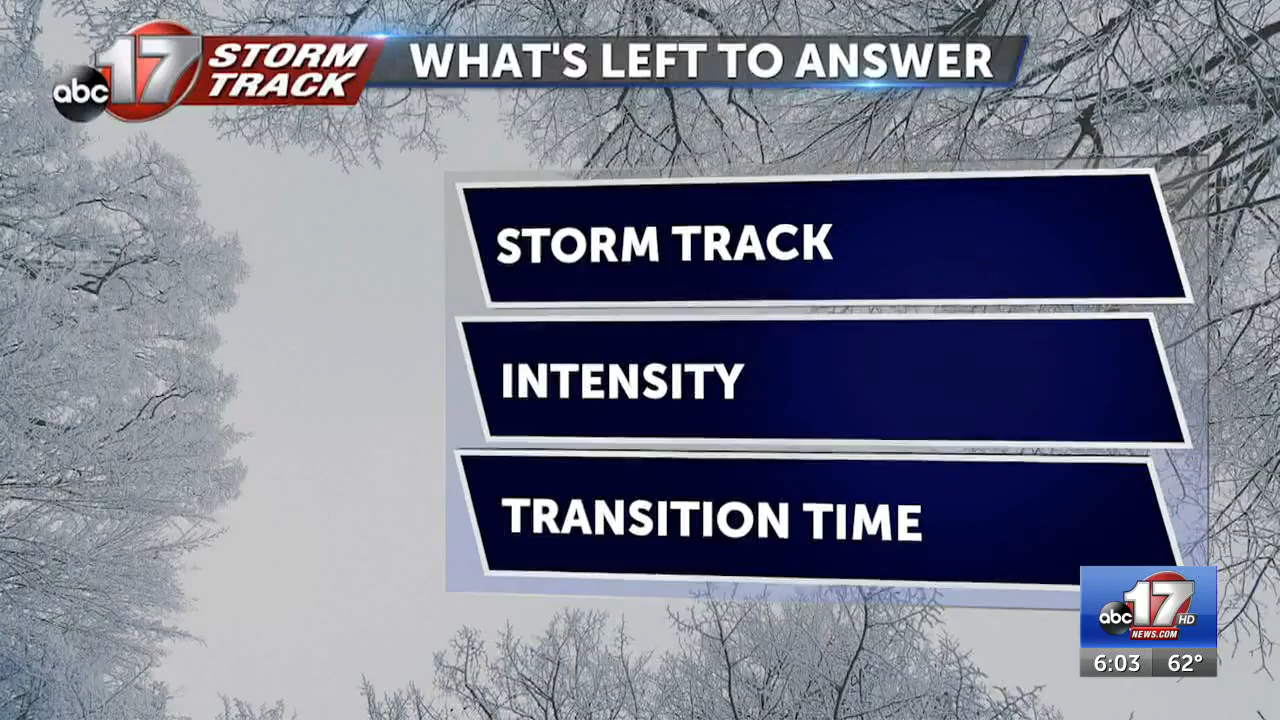 abc 17 STORM TRACK
WHAT'S LEFT TO ANSWER
STORM TRACK
INTENSITY
TRANSITION TIME
abc 17 HD
NEWS.COM
6:03 62°